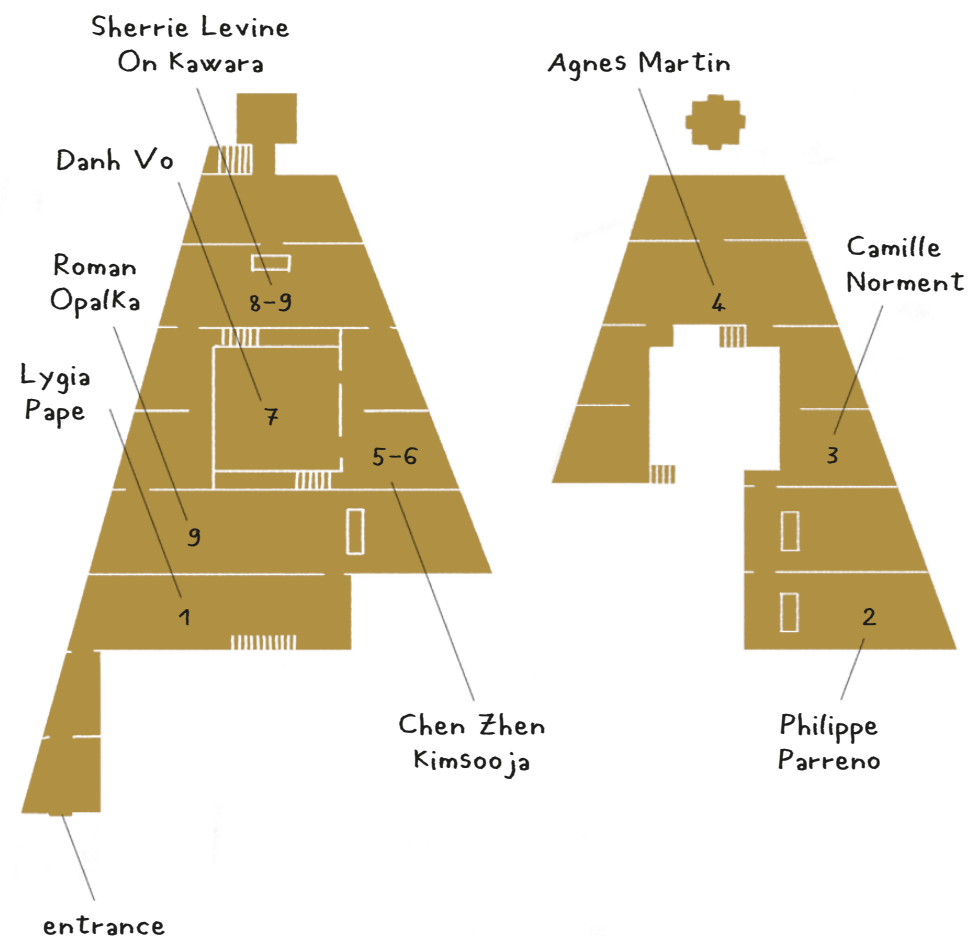 Sherrie Levine
On Kawara
Agnes Martin
Danh Vo
Camille
Norment
Roman
Opalka
8-9
4
Lygia
Pape
7
5-6
3
9
1
2
Chen Zhen
Kimsooja
Philippe
Parreno
entrance